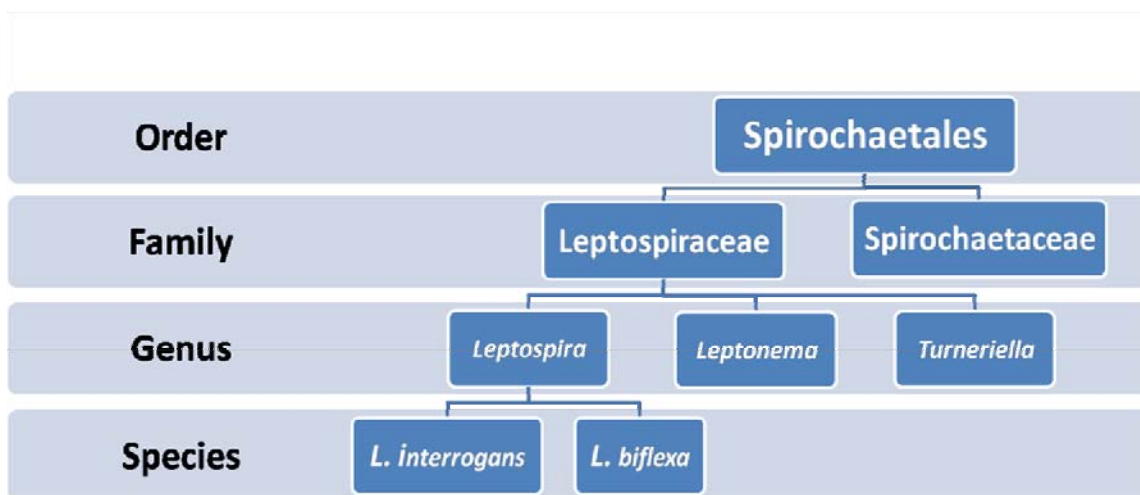 Order
Spirochaetales
Family
Leptospiraceae
Spirochaetaceae
Genus
Leptospira
Leptonema
Turneriella
Species
L. interrogans
L. biflexa